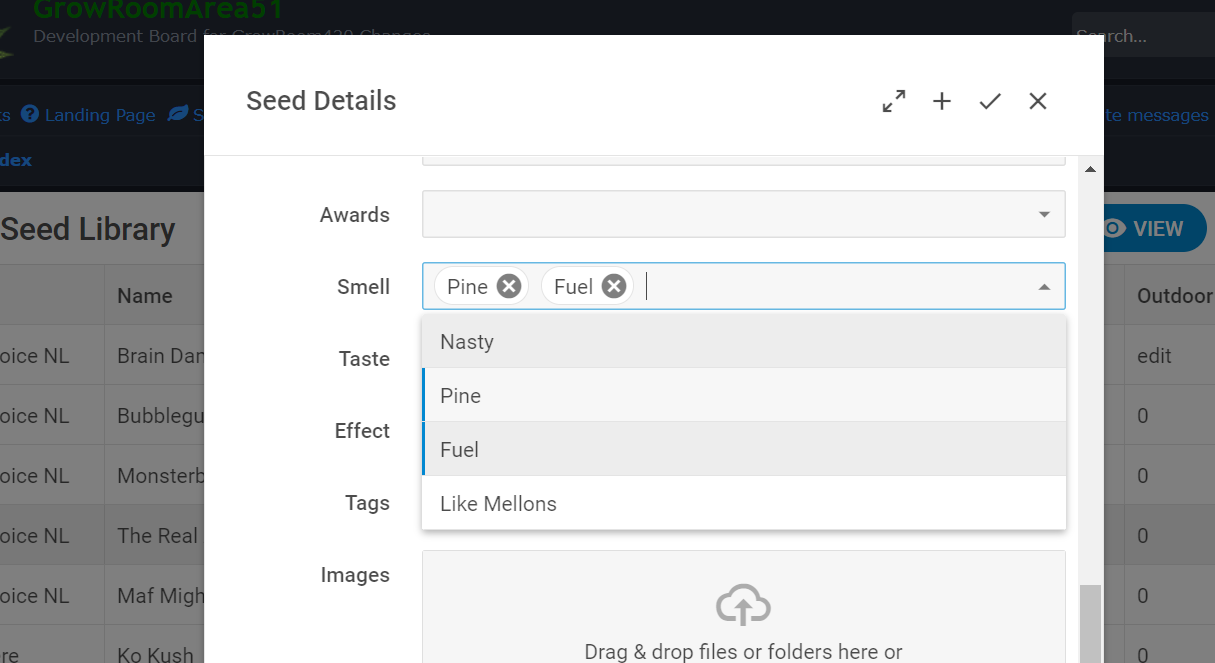 GrowRoomArea51
Development Board for GrowRoom420 Changes
Search...
Seed Details
ts Landing Page S
te messages
dex
Seed Library
VIEW
Awards
Smell Pine Fuel
Name
Outdoor
Nasty
oice NL Brain Dan
Taste
edit
Pine
oice NL Bubblegu
Effect
0
Fuel
oice NL Monsterb
0
Tags
Like Mellons
oice NL The Real
0
Images
oice NL Maf Migh
0
Drag & drop files or folders here or
re Ko Kush
0